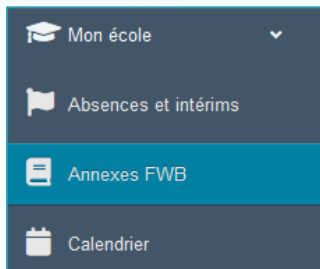 Mon école
Absences et intérims
Annexes FWB
Calendrier